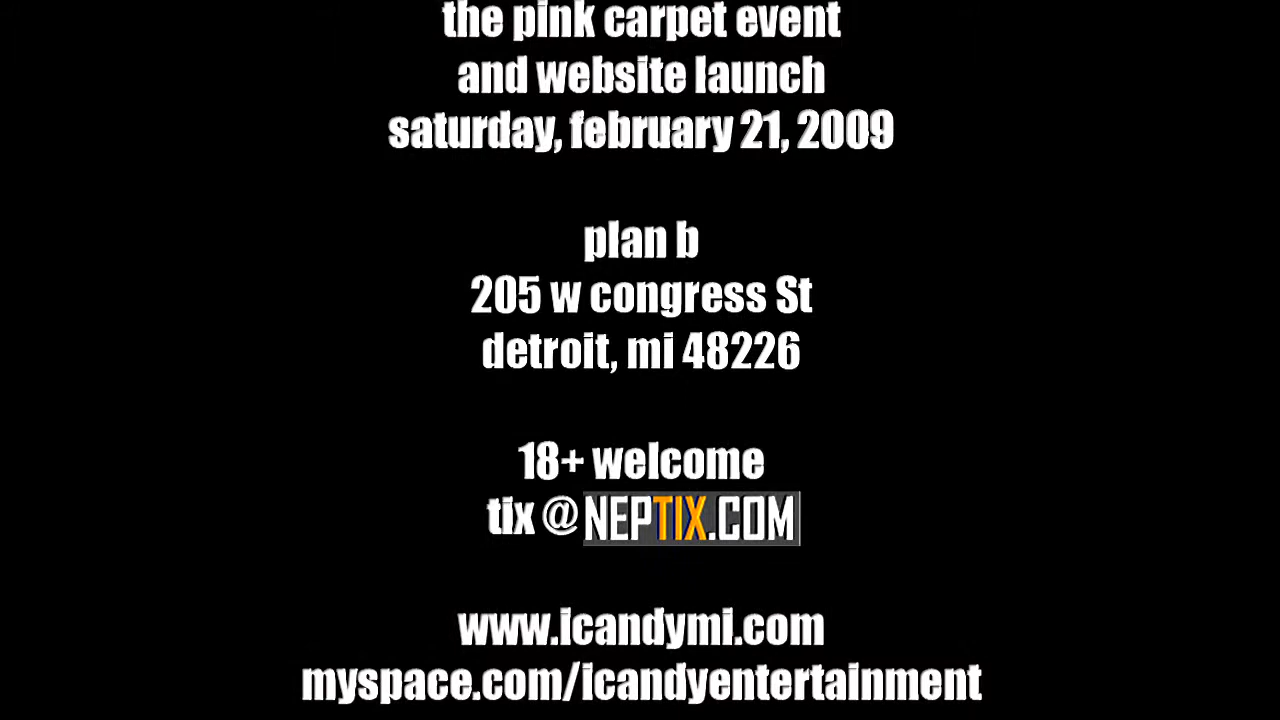 the pink carpet event
and website launch
saturday, february 21, 2009
plan b
205 w congress St
detroit, mi 48226
18+ welcome
tix @ NEPTIX.COM
www.icandymi.com
myspace.com/icandyentertainment